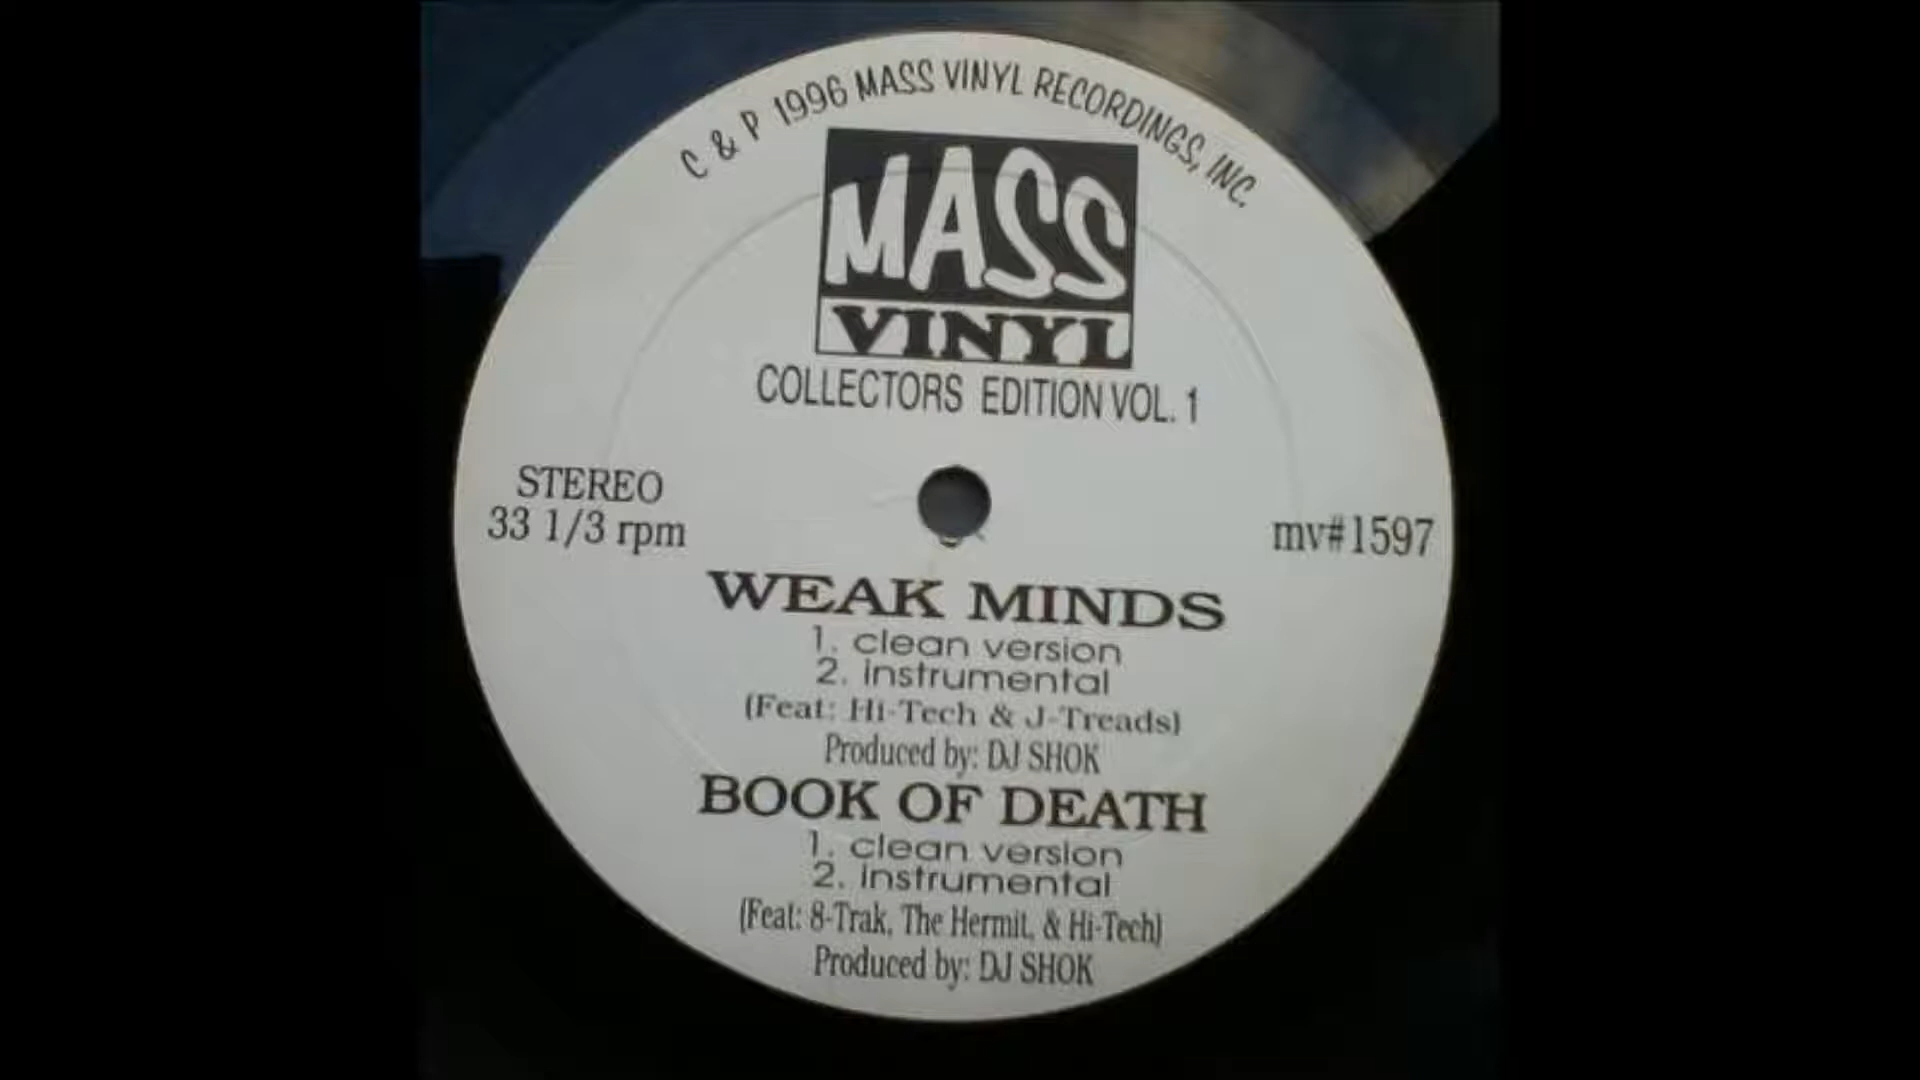 C & P 1996 MASS VINYL RECORDINGS, INC.
MASS
VINYL
COLLECTORS EDITION VOL. 1
STEREO
33 1/3 rpm
mv#1597
WEAK MINDS
1. clean version
2. instrumental
(Feat: Hi-Tech & J-Treads)
Produced by: DJ SHOK
BOOK OF DEATH
1. clean version
2. instrumental
(Feat: 8-Trak, The Hermit, & Hi-Tech)
Produced by: DJ SHOK